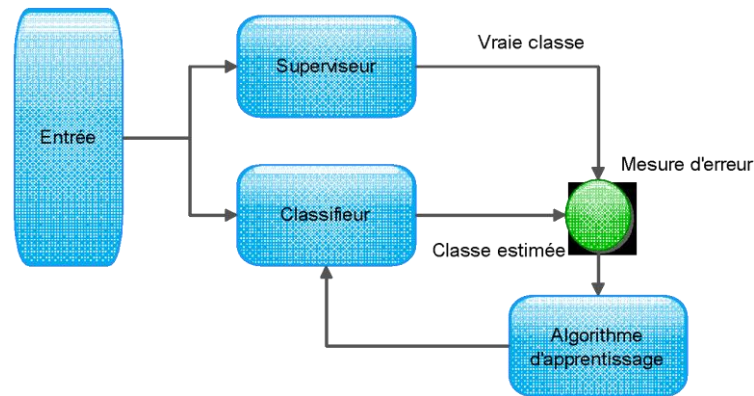 Vraie classe
Superviseur
Entrée
Mesure d'erreur
Classifieur
Classe estimée
Algorithme
d'apprentissage